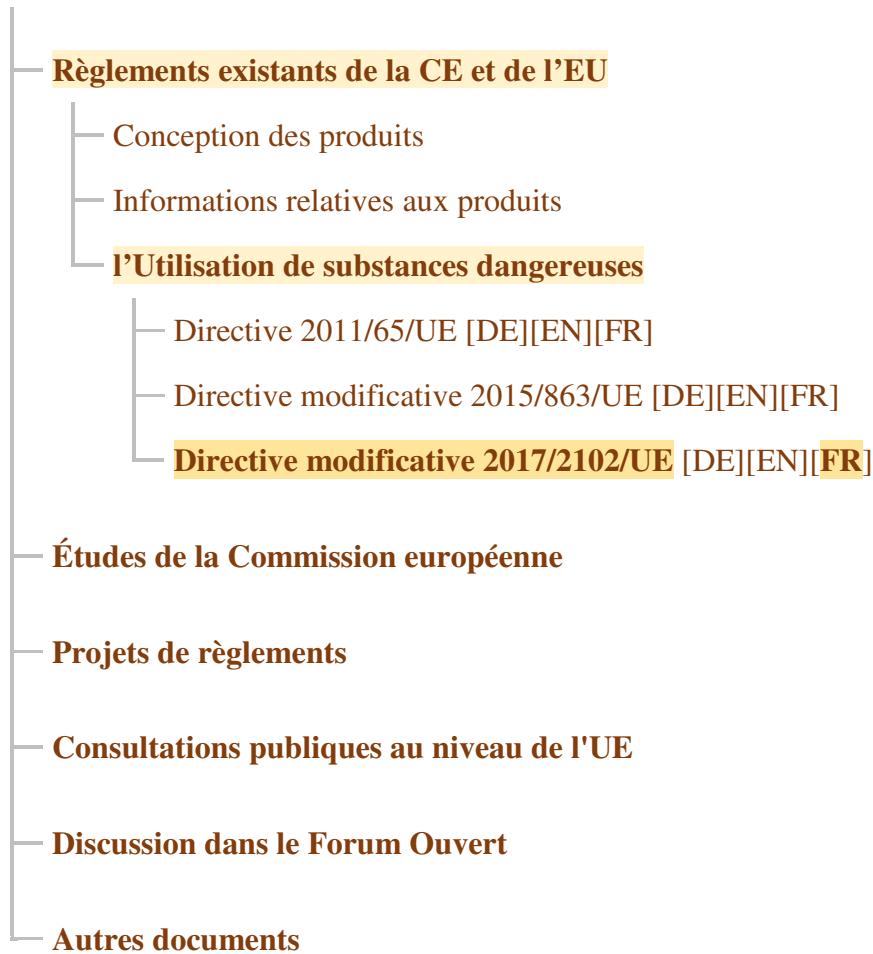 Règlements existants de la CE et de l’EU
Conception des produits
Informations relatives aux produits
l’Utilisation de substances dangereuses
Directive 2011/65/UE [DE][EN][FR]
Directive modificative 2015/863/UE [DE][EN][FR]
Directive modificative 2017/2102/UE [DE][EN][FR]
Études de la Commission européenne
Projets de règlements
Consultations publiques au niveau de l'UE
Discussion dans le Forum Ouvert
Autres documents